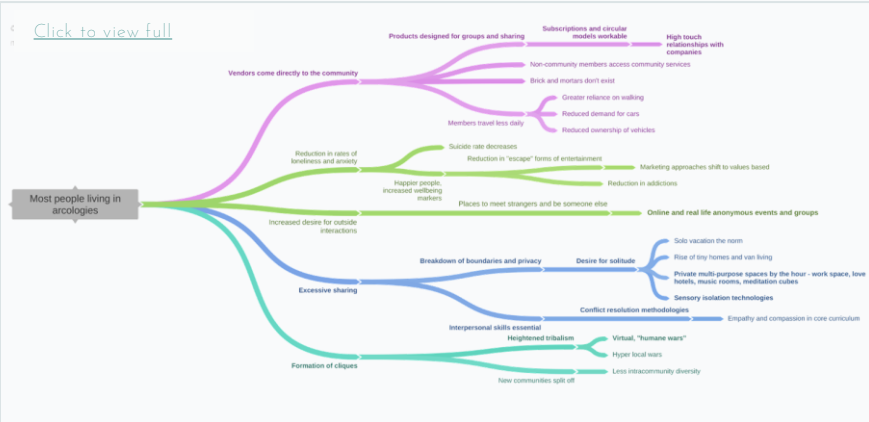 Click to view full
Most people living in
arcologies
Vendors come directly to the community
Products designed for groups and sharing
Subscriptions and circular
models workable
High touch
relationships with
companies
Non-community members access community services
Brick and mortars don't exist
Members travel less daily
Greater reliance on walking
Reduced demand for cars
Reduced ownership of vehicles
Reduction in rates of
loneliness and anxiety
Suicide rate decreases
Happier people,
increased wellbeing
markers
Reduction in "escape" forms of entertainment
Marketing approaches shift to values based
Reduction in addictions
Increased desire for outside
interactions
Places to meet strangers and be someone else
Online and real life anonymous events and groups
Excessive sharing
Breakdown of boundaries and privacy
Desire for solitude
Solo vacation the norm
Rise of tiny homes and van living
Private multi-purpose spaces by the hour - work space, love
hotels, music rooms, meditation cubes
Sensory isolation technologies
Interpersonal skills essential
Conflict resolution methodologies
Empathy and compassion in core curriculum
Formation of cliques
Heightened tribalism
Virtual, "humane wars"
Hyper local wars
New communities split off
Less intracommunity diversity